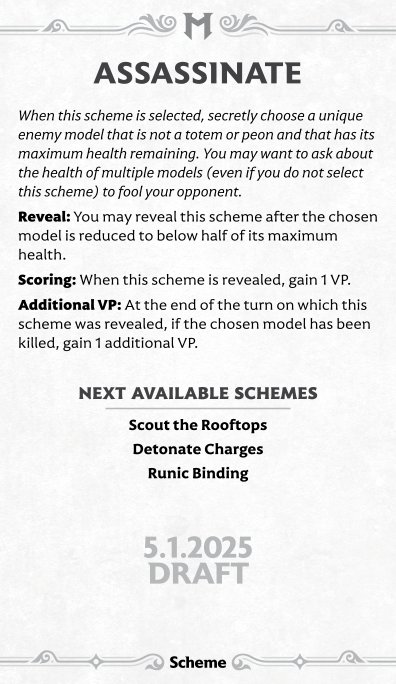 M
ASSASSINATE
When this scheme is selected, secretly choose a unique
enemy model that is not a totem or peon and that has its
maximum health remaining. You may want to ask about
the health of multiple models (even if you do not select
this scheme) to fool your opponent.
Reveal: You may reveal this scheme after the chosen
model is reduced to below half of its maximum
health.
Scoring: When this scheme is revealed, gain 1 VP.
Additional VP: At the end of the turn on which this
scheme was revealed, if the chosen model has been
killed, gain 1 additional VP.
NEXT AVAILABLE SCHEMES
Scout the Rooftops
Detonate Charges
Runic Binding
5.1.2025
DRAFT
Scheme